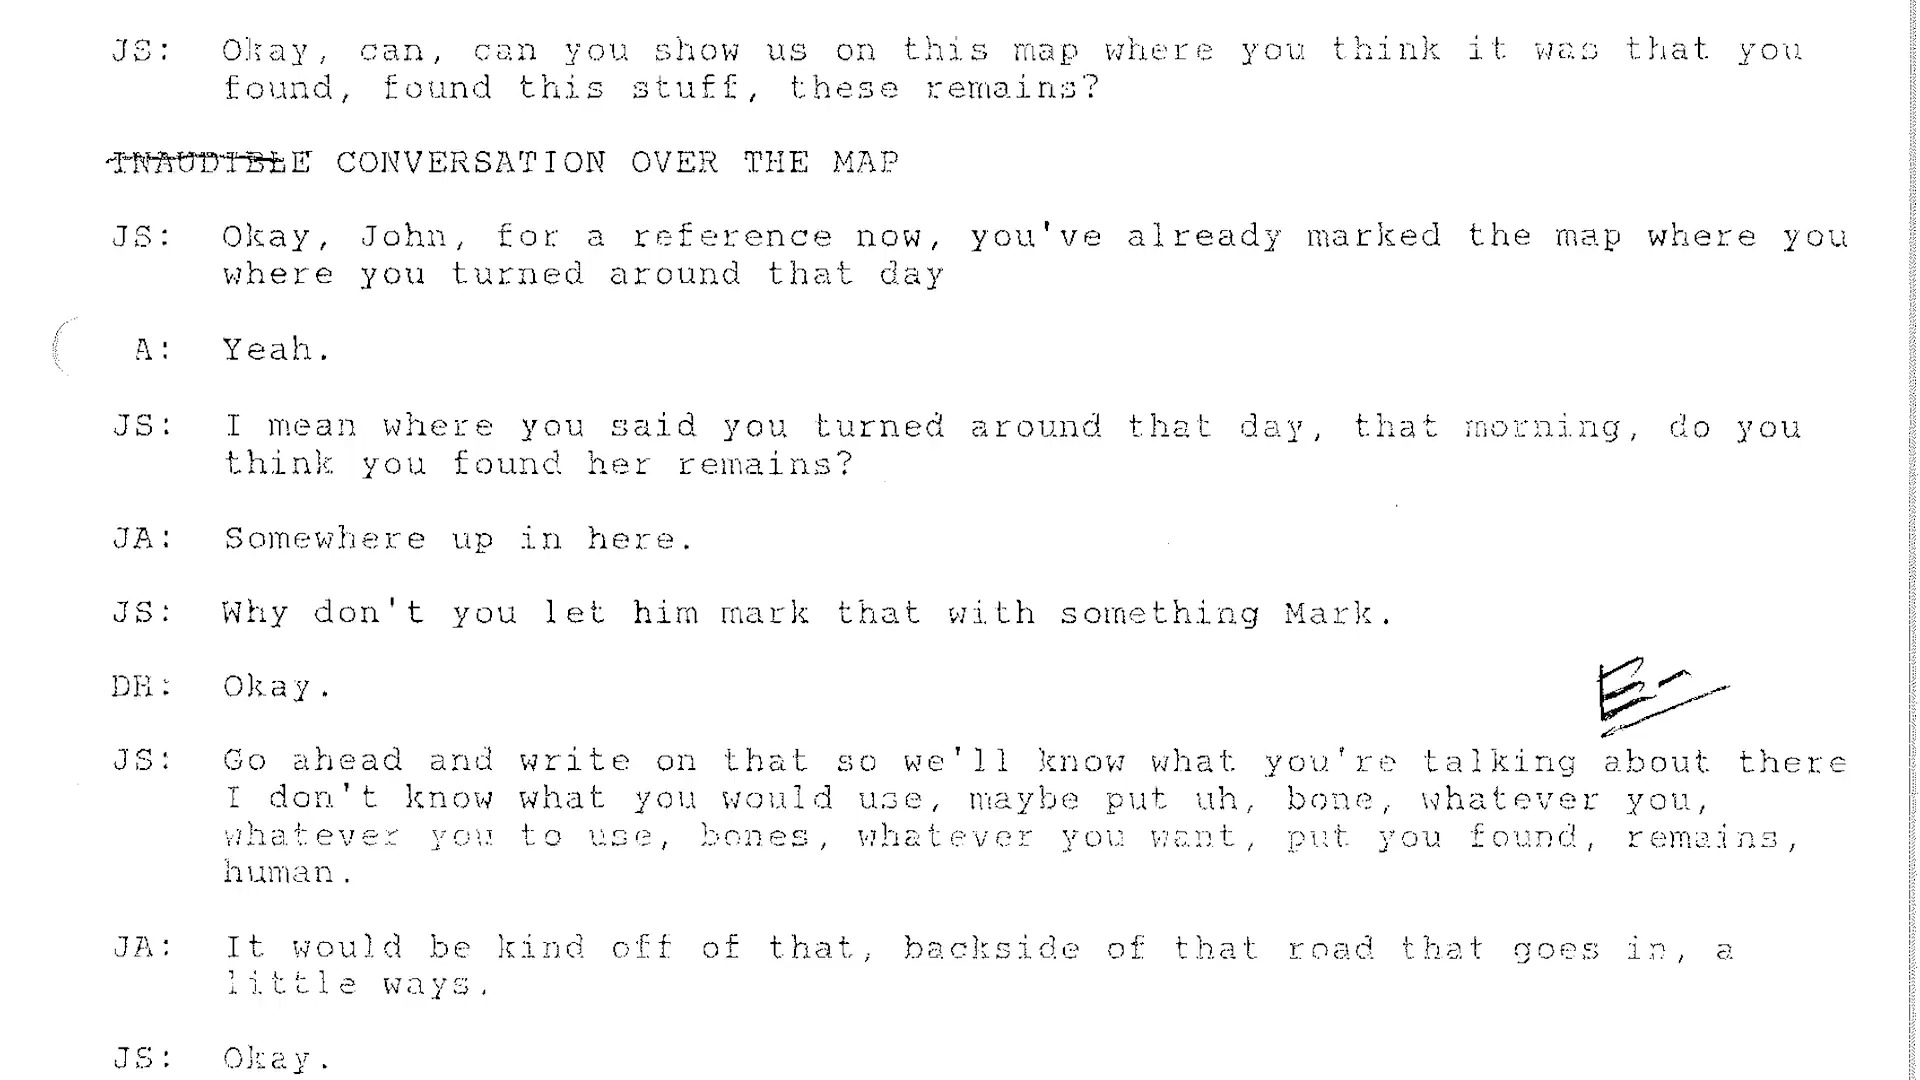 JS: Okay, can, can you show us on this map where you think it was that you
found, found this stuff, these remains?
INAUDIBLE CONVERSATION OVER THE MAP
JS: Okay, John, for a reference now, you've already marked the map where you
where you turned around that day
A: Yeah.
JS: I mean where you said you turned around that day, that morning, do you
think you found her remains?
JA: Somewhere up in here.
JS: Why don't you let him mark that with something Mark.
DH: Okay.
JS: Go ahead and write on that so we'll know what you're talking about there
I don't know what you would use, maybe put uh, bone, whatever you,
whatever you to use, bones, whatever you want, put you found, remains,
human.
JA: It would be kind off of that, backside of that road that goes in, a
little ways.
JS: Okay.